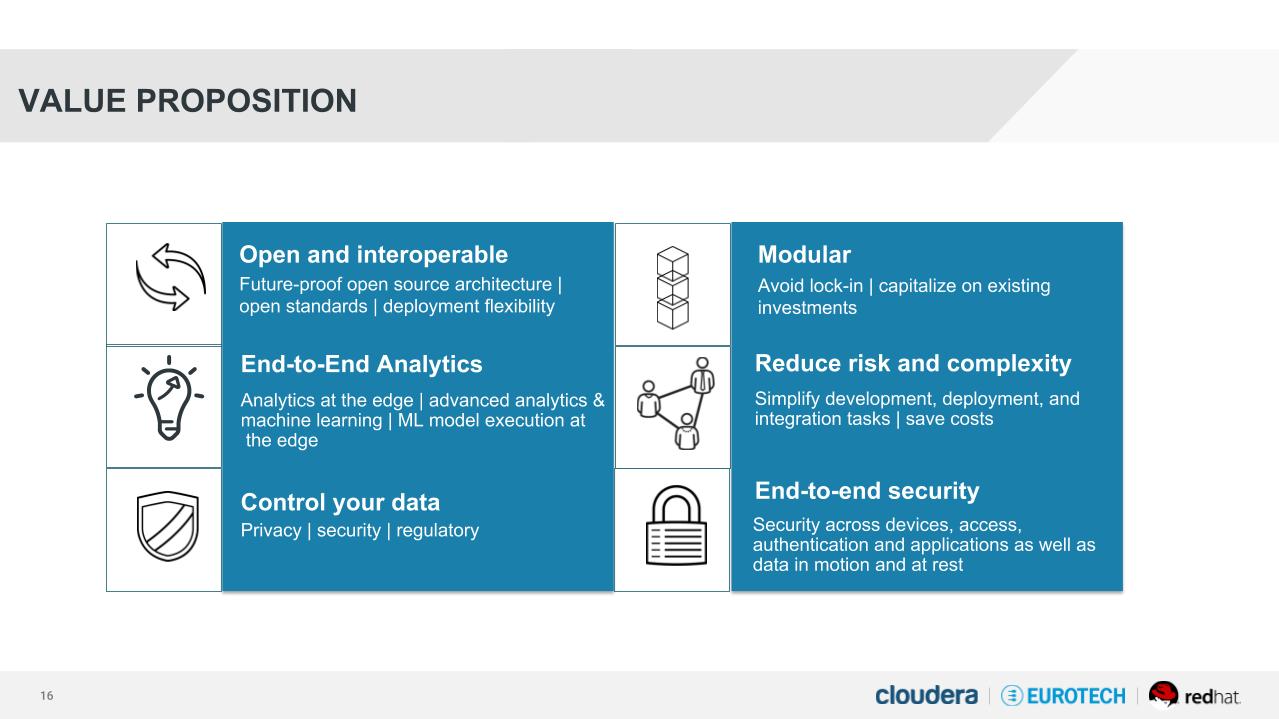 VALUE PROPOSITION
Open and interoperable
Future-proof open source architecture |
open standards | deployment flexibility
Modular
Avoid lock-in | capitalize on existing
investments
End-to-End Analytics
Analytics at the edge | advanced analytics &
machine learning | ML model execution at
the edge
Reduce risk and complexity
Simplify development, deployment, and
integration tasks | save costs
Control your data
Privacy | security | regulatory
End-to-end security
Security across devices, access,
authentication and applications as well as
data in motion and at rest
16
cloudera | EUROTECH | redhat.